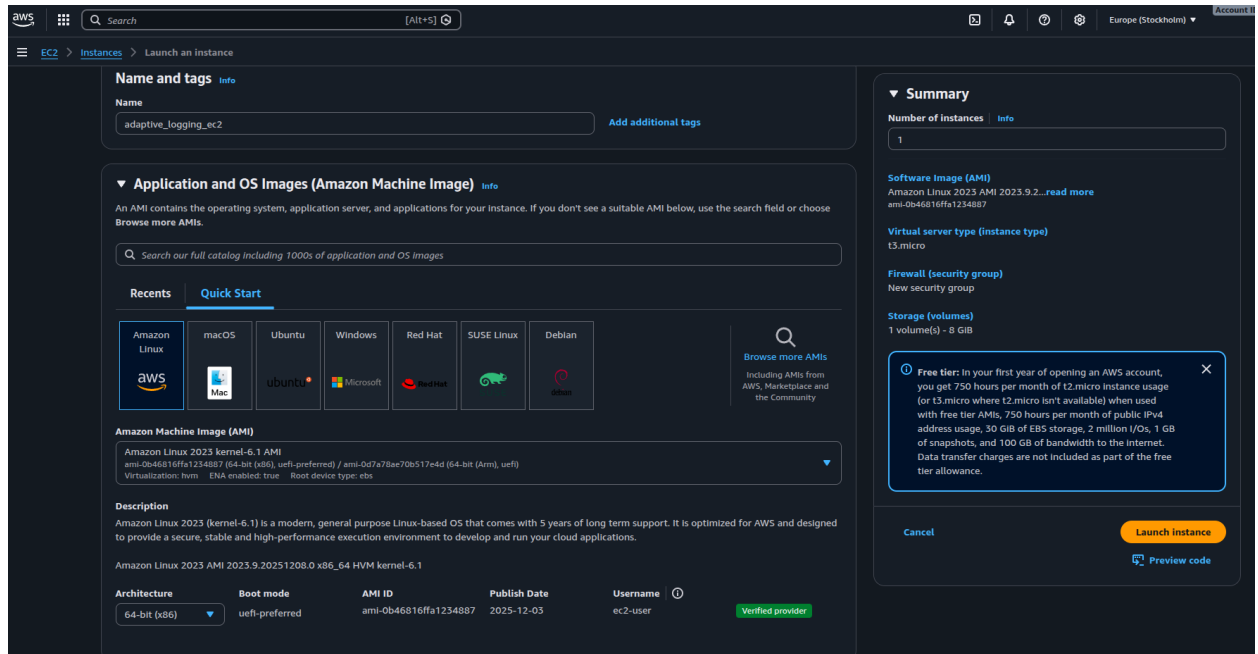 aws
Search
[Alt+S]
Europe (Stockholm)
EC2 > Instances > Launch an instance
Name and tags Info
Name
adaptive_logging_ec2
Add additional tags
Application and OS Images (Amazon Machine Image) Info
An AMI contains the operating system, application server, and applications for your instance. If you don't see a suitable AMI below, use the search field or choose
Browse more AMIs.
Search our full catalog including 1000s of application and OS images
Recents
Quick Start
Amazon
Linux
aws
macOS
Mac
Ubuntu
ubuntu
Windows
Microsoft
Red Hat
Red Hat
SUSE Linux
Debian
debian
Browse more AMIs
Including AMIs from
AWS, Marketplace and
the Community
Amazon Machine Image (AMI)
Amazon Linux 2023 kernel-6.1 AMI
ami-0b46816ffa1234887 (64-bit (x86), uefi-preferred) / ami-0d7a78ae70b517e4d (64-bit (Arm), uefi)
Virtualization: hvm ENA enabled: true Root device type: ebs
Description
Amazon Linux 2023 (kernel-6.1) is a modern, general purpose Linux-based OS that comes with 5 years of long term support. It is optimized for AWS and designed
to provide a secure, stable and high-performance execution environment to develop and run your cloud applications.
Amazon Linux 2023 AMI 2023.9.20251208.0 x86_64 HVM kernel-6.1
Architecture Boot mode AMI ID Publish Date Username
64-bit (x86) uefi-preferred ami-0b46816ffa1234887 2025-12-03 ec2-user Verified provider
Summary
Number of instances Info
1
Software Image (AMI)
Amazon Linux 2023 AMI 2023.9.2...read more
ami-0b46816ffa1234887
Virtual server type (instance type)
t3.micro
Firewall (security group)
New security group
Storage (volumes)
1 volume(s) - 8 GiB
Free tier: In your first year of opening an AWS account,
you get 750 hours per month of t2.micro instance usage
(or t3.micro where t2.micro isn't available) when used
with free tier AMIs, 750 hours per month of public IPv4
address usage, 30 GiB of EBS storage, 2 million I/Os, 1 GB
of snapshots, and 100 GB of bandwidth to the internet.
Data transfer charges are not included as part of the free
tier allowance.
Cancel
Launch instance
Preview code